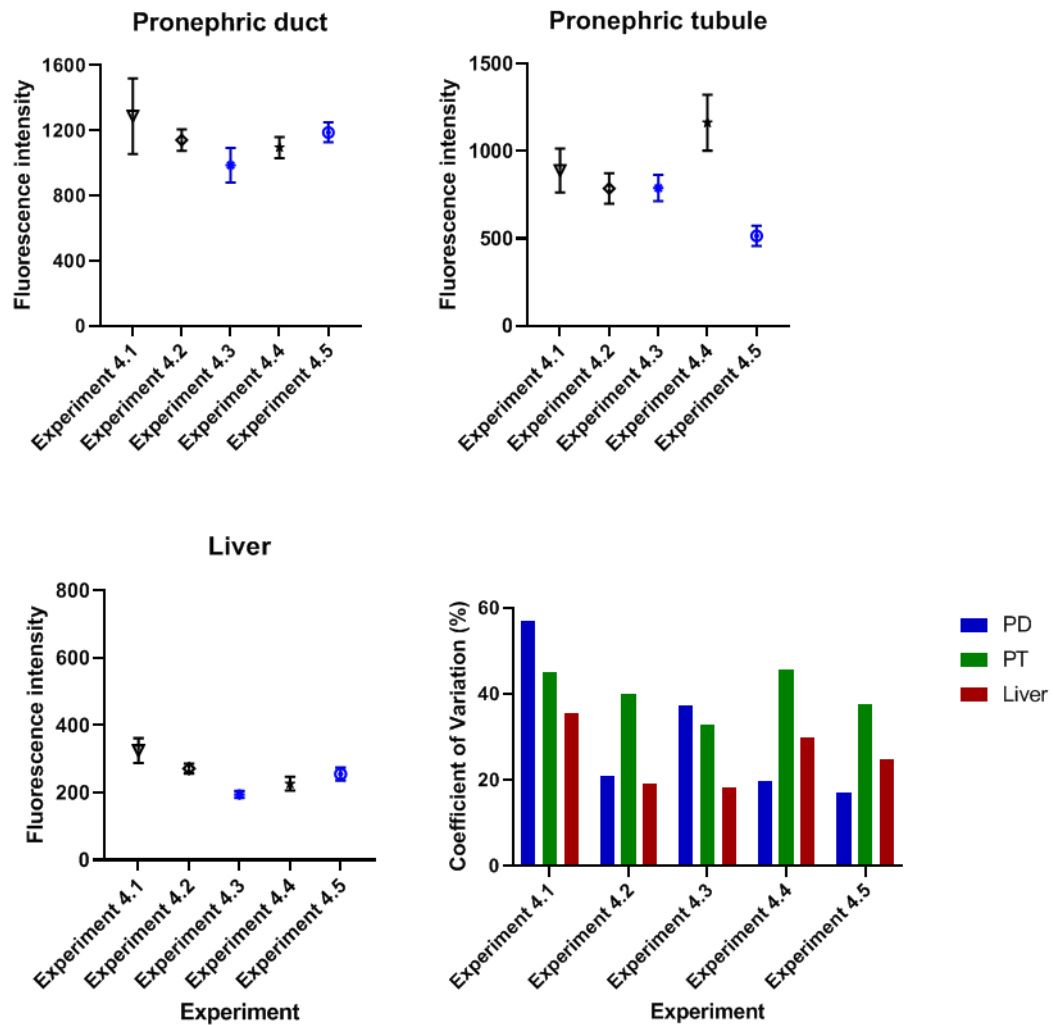 Pronephric duct
Fluorescence intensity
1600
1200
800
400
0
Experiment 4.1
Experiment 4.2
Experiment 4.3
Experiment 4.4
Experiment 4.5
Pronephric tubule
Fluorescence intensity
1500
1000
500
0
Experiment 4.1
Experiment 4.2
Experiment 4.3
Experiment 4.4
Experiment 4.5
Liver
Fluorescence intensity
800
600
400
200
0
Experiment 4.1
Experiment 4.2
Experiment 4.3
Experiment 4.4
Experiment 4.5
Experiment
Coefficient of Variation (%)
60
40
20
0
Experiment 4.1
Experiment 4.2
Experiment 4.3
Experiment 4.4
Experiment 4.5
Experiment
PD
PT
Liver